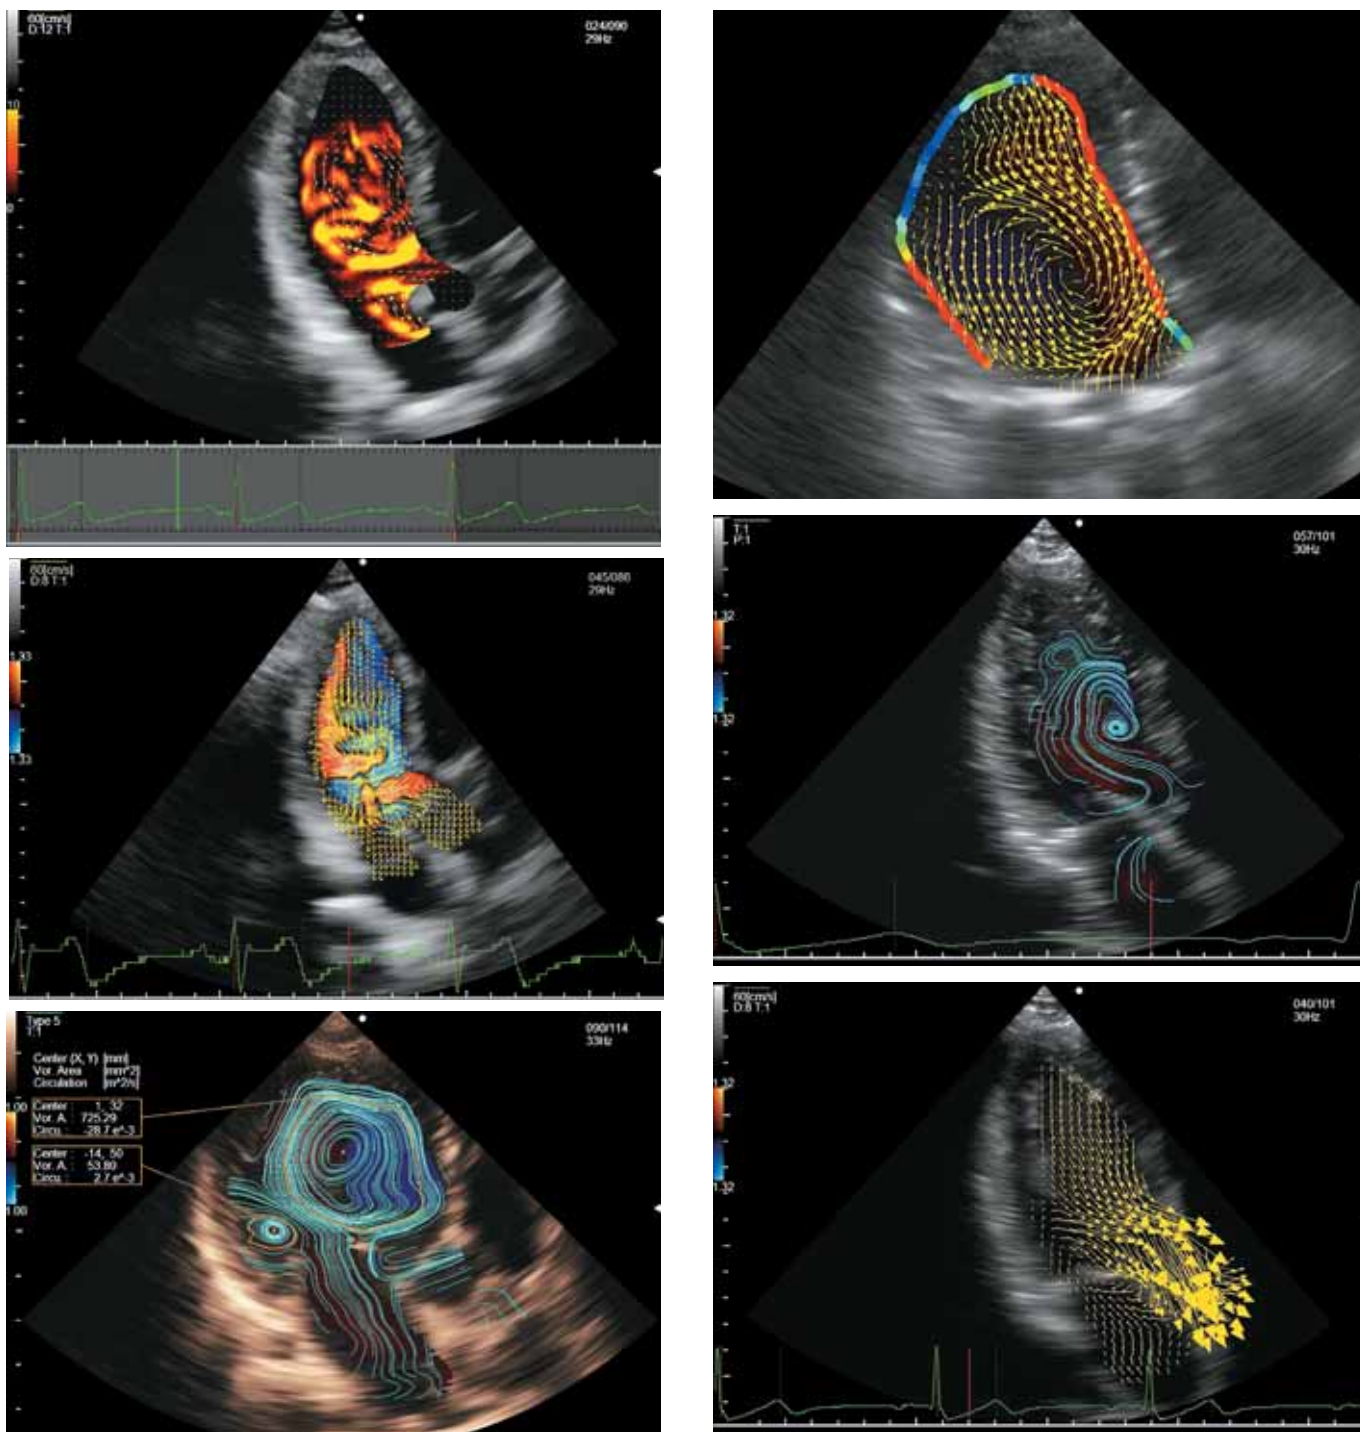 60[cm/s]
D:12 T:1
024/090
29Hz
10
0
60[cm/s]
D:8 T:1
045/086
29Hz
1.33
1.33
T:1
P:1
057/101
30Hz
1.32
1.32
Type 5
T:1
090/114
33Hz
Center (X, Y) [mm]
Vor. Area [mm^2]
Circulation [m^2/s]
1.00
Center : 1, 32
Vor. A. : 725.29
Circu. : -28.7 e^-3
Center : -14, 50
Vor. A. : 53.80
Circu. : 2.7 e^-3
1.00
60[cm/s]
D:8 T:1
040/101
30Hz
1.32
1.32